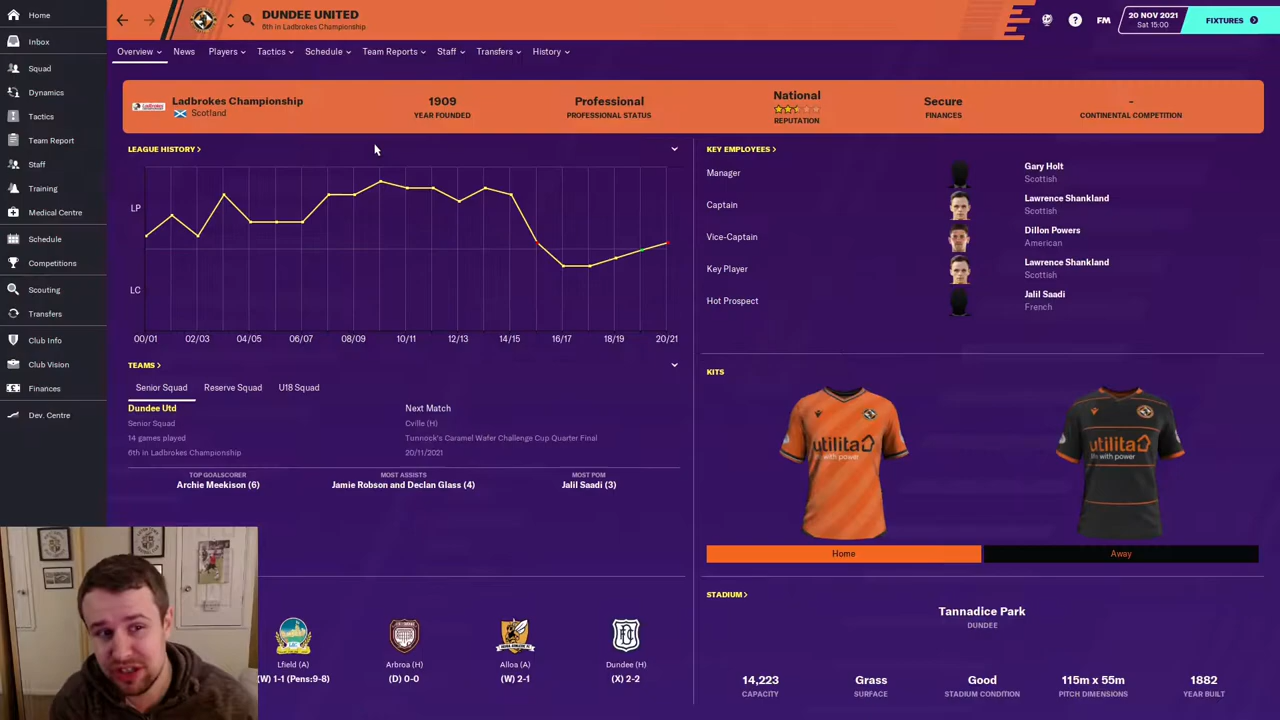 Home
Inbox
Squad
Dynamics
Tactics
Team Report
Staff
Training
Medical Centre
Schedule
Competitions
Scouting
Transfers
Club Info
Club Vision
Finances
Dev. Centre
DUNDEE UNITED
6th in Ladbrokes Championship
FM
20 NOV 2021
Sat 15:00
FIXTURES
Overview
News
Players
Tactics
Schedule
Team Reports
Staff
Transfers
History
Ladbrokes
Ladbrokes Championship
Scotland
1909
YEAR FOUNDED
Professional
PROFESSIONAL STATUS
National
REPUTATION
Secure
FINANCES
-
CONTINENTAL COMPETITION
LEAGUE HISTORY >
LP
LC
00/01 02/03 04/05 06/07 08/09 10/11 12/13 14/15 16/17 18/19 20/21
KEY EMPLOYEES >
Manager
Gary Holt
Scottish
Captain
Lawrence Shankland
Scottish
Vice-Captain
Dillon Powers
American
Key Player
Lawrence Shankland
Scottish
Hot Prospect
Jalil Saadi
French
TEAMS >
Senior Squad
Reserve Squad
U18 Squad
Dundee Utd
Senior Squad
14 games played
6th in Ladbrokes Championship
Next Match
Cville (H)
Tunnock's Caramel Wafer Challenge Cup Quarter Final
20/11/2021
TOP GOALSCORER
Archie Meekison (6)
MOST ASSISTS
Jamie Robson and Declan Glass (4)
MOST POM
Jalil Saadi (3)
KITS
utilita
life with power
utilita
life with power
Home
Away
Lfield (A)
(W) 1-1 (Pens:9-8)
Arbroa (H)
(D) 0-0
Alloa (A)
(W) 2-1
Dundee (H)
(X) 2-2
STADIUM >
Tannadice Park
DUNDEE
14,223
CAPACITY
Grass
SURFACE
Good
STADIUM CONDITION
115m x 55m
PITCH DIMENSIONS
1882
YEAR BUILT